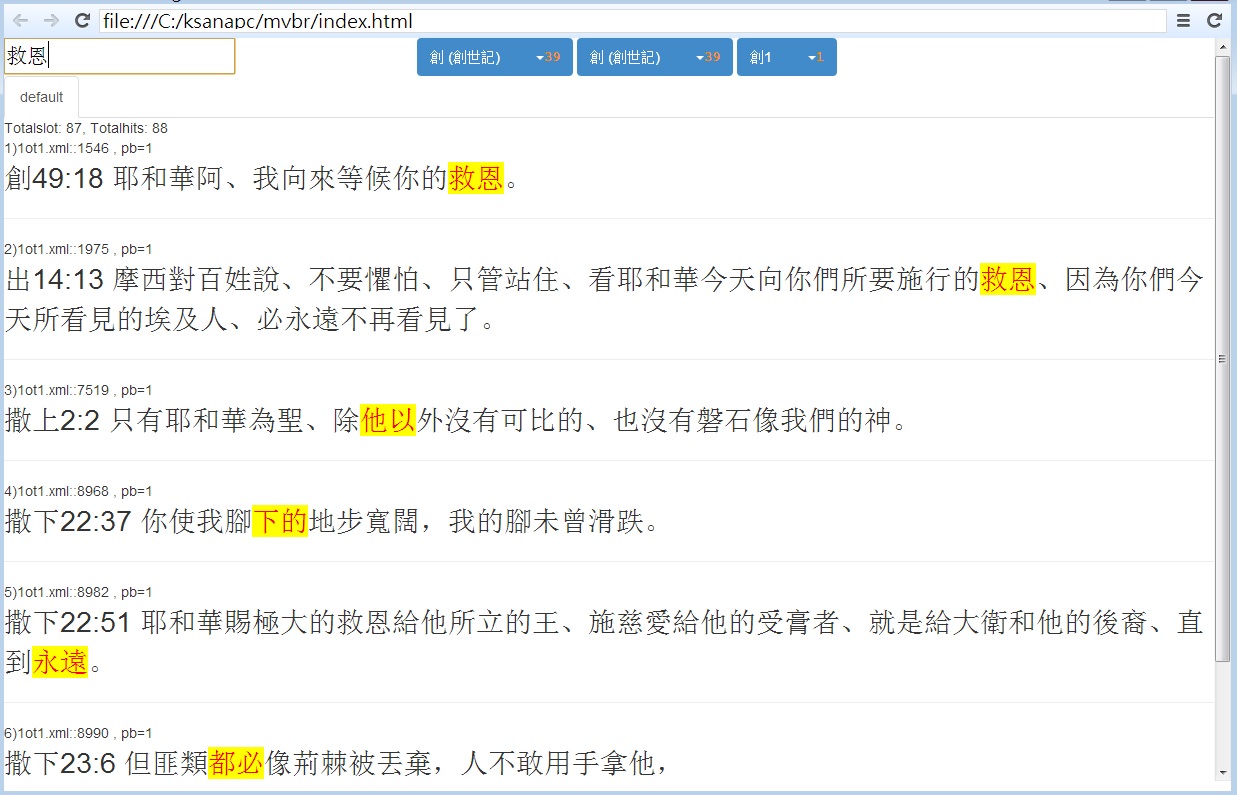 file:///C:/ksanapc/mvbr/index.html
救恩 創 (創世記) 39 創 (創世記) 39 創1 1
default
Totalslot: 87, Totalhits: 88
1)1ot1.xml::1546 , pb=1
創49:18 耶和華阿、我向來等候你的救恩。
2)1ot1.xml::1975 , pb=1
出14:13 摩西對百姓說、不要懼怕、只管站住、看耶和華今天向你們所要施行的救恩、因為你們今
天所看見的埃及人、必永遠不再看見了。
3)1ot1.xml::7519 , pb=1
撒上2:2 只有耶和華為聖、除他以外沒有可比的、也沒有磐石像我們的神。
4)1ot1.xml::8968 , pb=1
撒下22:37 你使我腳下的地步寬闊，我的腳未曾滑跌。
5)1ot1.xml::8982 , pb=1
撒下22:51 耶和華賜極大的救恩給他所立的王、施慈愛給他的受膏者、就是給大衛和他的後裔、直
到永遠。
6)1ot1.xml::8990 , pb=1
撒下23:6 但匪類都必像荊棘被丟棄，人不敢用手拿他，